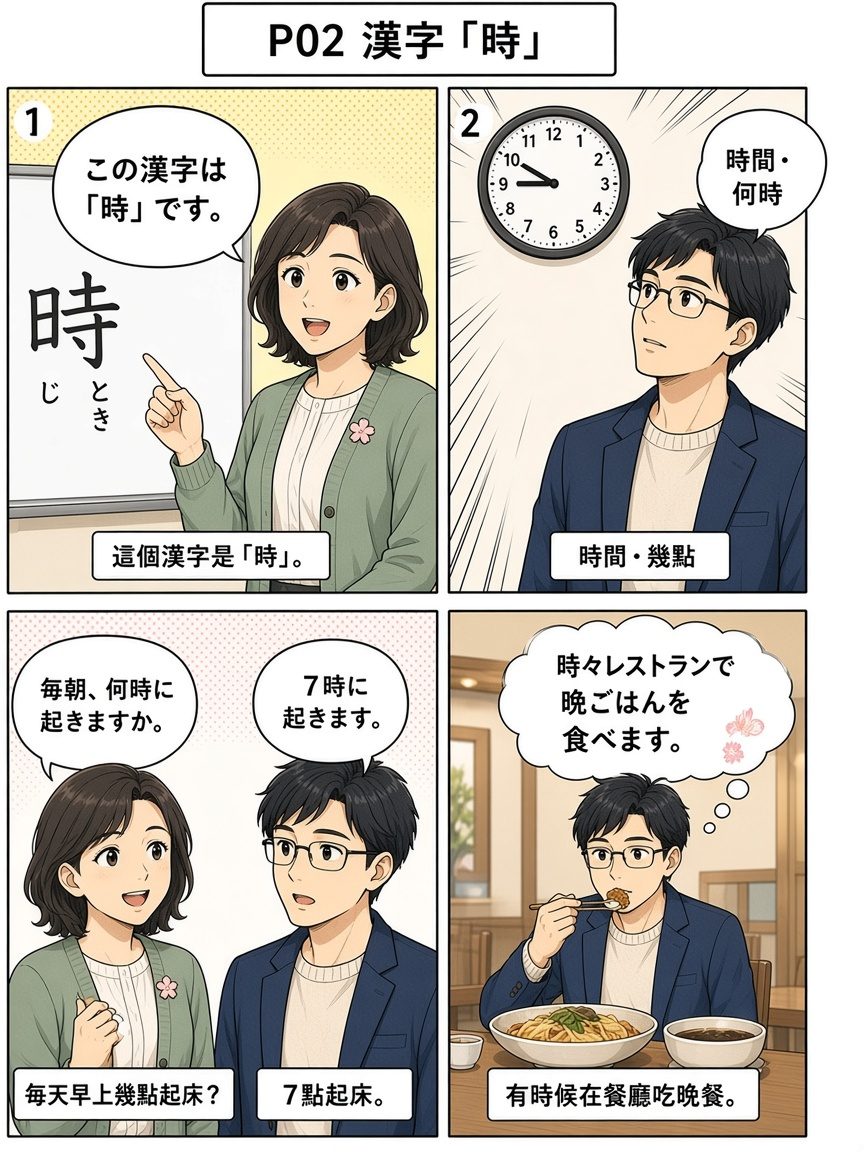 P02 漢字「時」
1
この漢字は
「時」です。
時
じ
とき
這個漢字是「時」。
2
12
1
2
3
4
5
6
7
8
9
10
11
時間・
何時
時間・幾點
毎朝、何時に
起きますか。
7時に
起きます。
每天早上幾點起床？
7點起床。
時々レストランで
晩ごはんを
食べます。
有時候在餐廳吃晚餐。